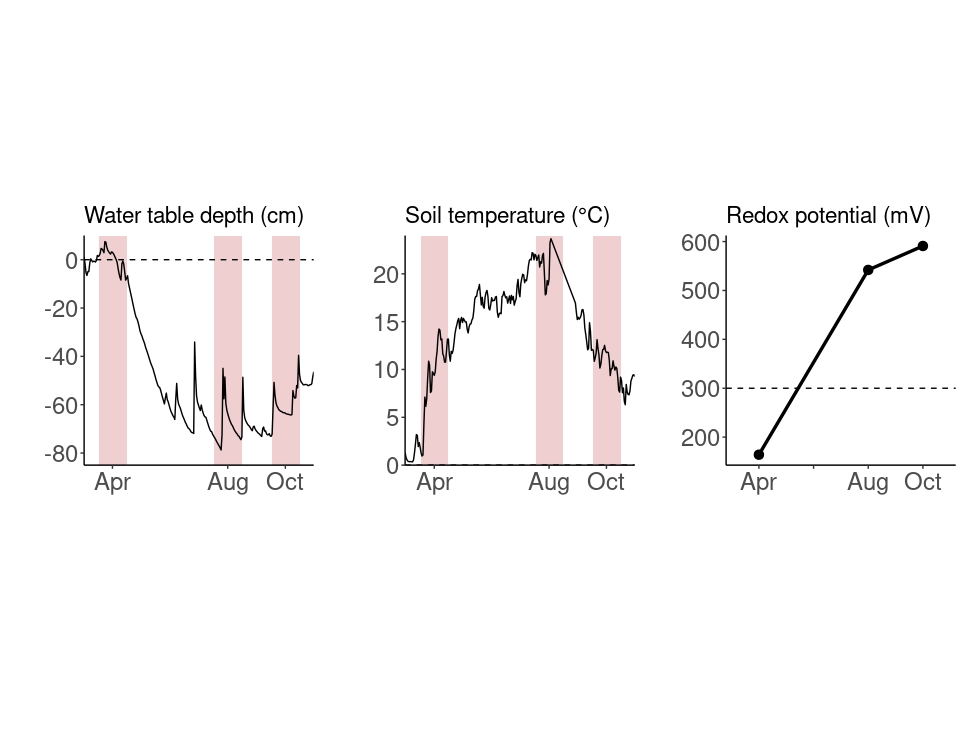 Water table depth (cm)
0
-20
-40
-60
-80
Apr Aug Oct
Soil temperature (°C)
20
15
10
5
0
Apr Aug Oct
Redox potential (mV)
600
500
400
300
200
Apr Aug Oct